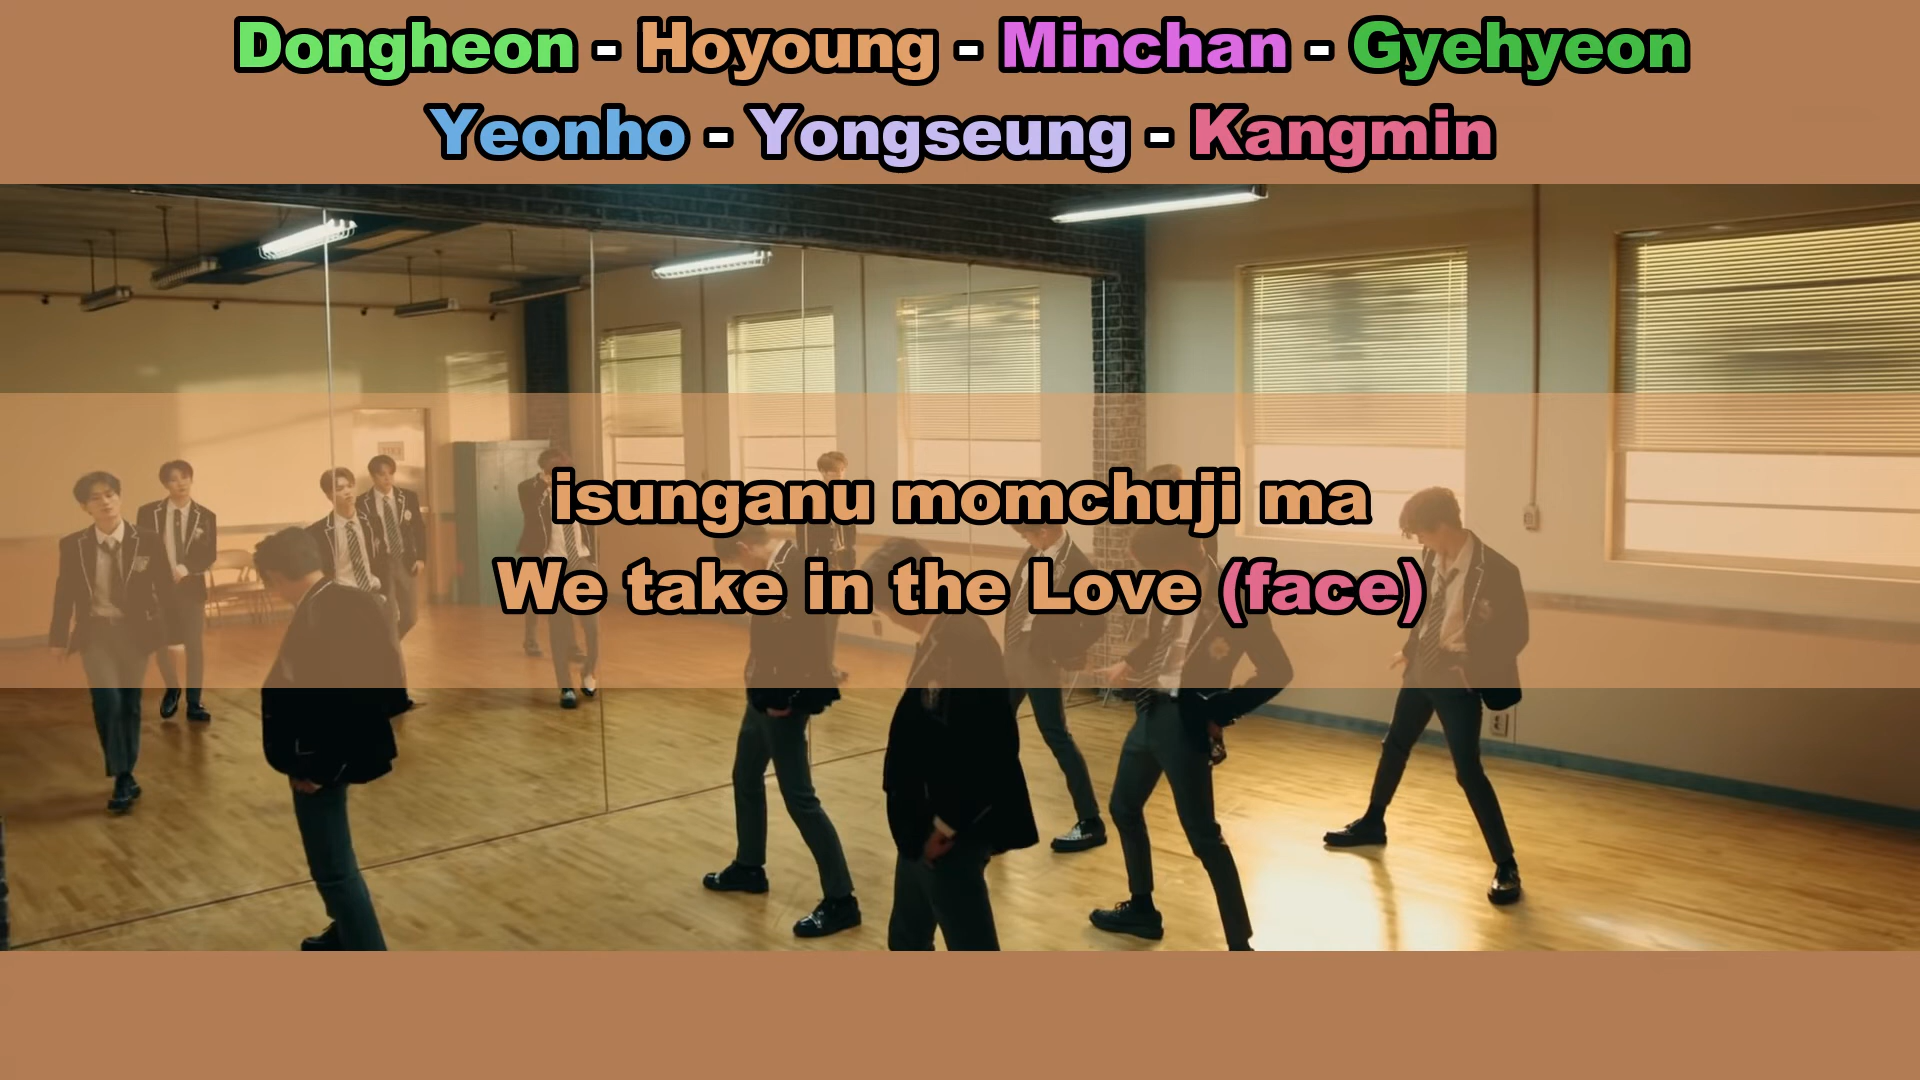 Dongheon - Hoyoung - Minchan - Gyehyeon
Yeonho - Yongseung - Kangmin
isunganu momchuji ma
We take in the Love (face)